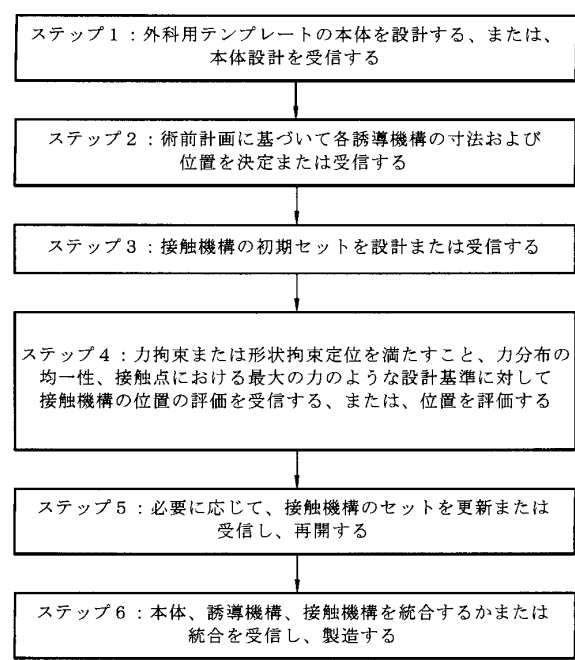 ステップ1：外科用テンプレートの本体を設計する、または、
本体設計を受信する
ステップ2：術前計画に基づいて各誘導機構の寸法および
位置を決定または受信する
ステップ3：接触機構の初期セットを設計または受信する
ステップ4：力拘束または形状拘束定位を満たすこと、力分布の
均一性、接触点における最大の力のような設計基準に対して
接触機構の位置の評価を受信する、または、位置を評価する
ステップ5：必要に応じて、接触機構のセットを更新または
受信し、再開する
ステップ6：本体、誘導機構、接触機構を統合するかまたは
統合を受信し、製造する